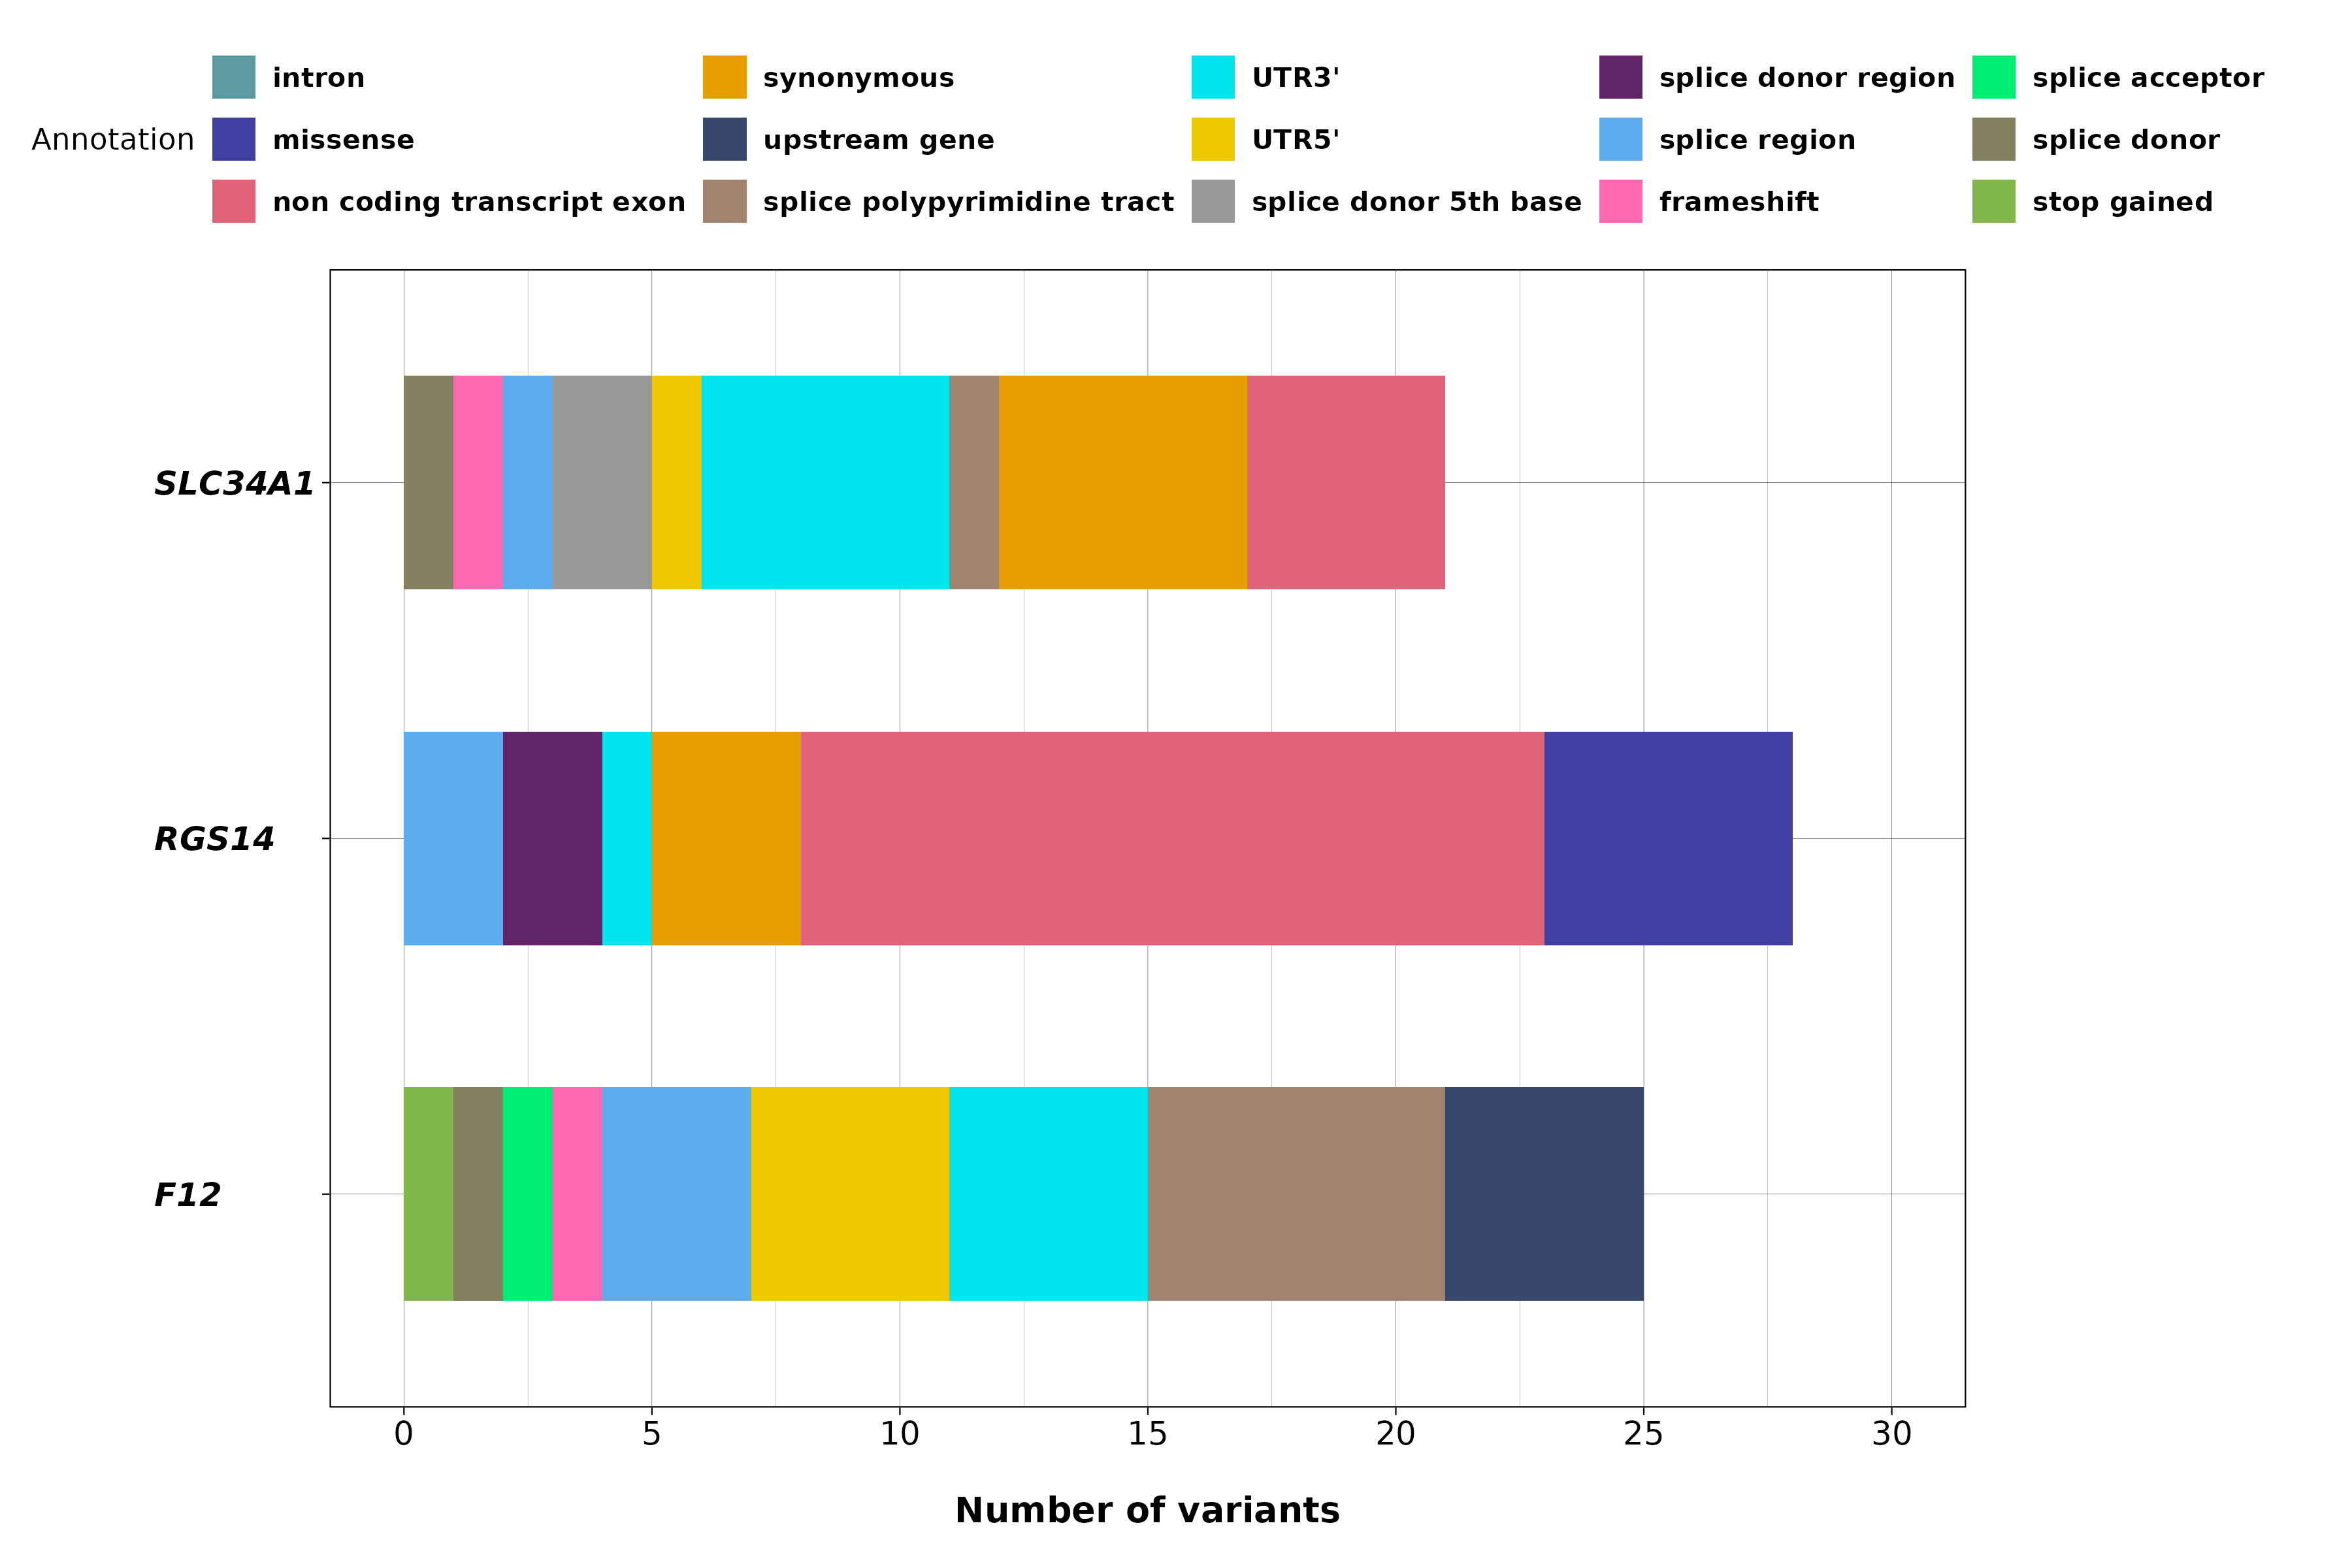 intron synonymous UTR3' splice donor region splice acceptor
Annotation missense upstream gene UTR5' splice region splice donor
non coding transcript exon splice polypyrimidine tract splice donor 5th base frameshift stop gained
SLC34A1
RGS14
F12
0 5 10 15 20 25 30
Number of variants